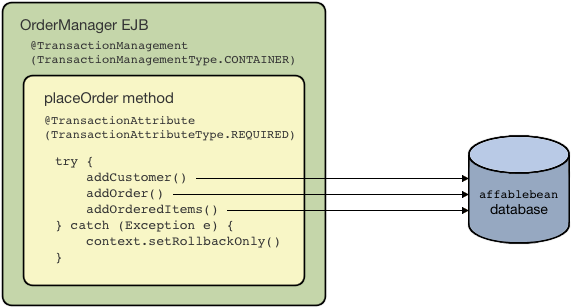 OrderManager EJB
@TransactionManagement
(TransactionManagementType.CONTAINER)
placeOrder method
@TransactionAttribute
(TransactionAttributeType.REQUIRED)
try {
addCustomer()
addOrder()
addOrderedItems()
} catch (Exception e) {
context.setRollbackOnly()
}
affablebean
database